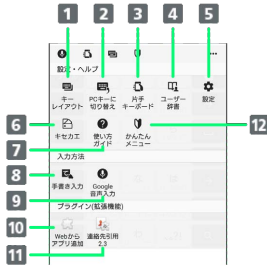 1 2 3 4 5
設定・ヘルプ
キー
レイアウト
PCキーに
切り替え
片手
キーボード
ユーザー
辞書
設定
6
キセカエ
使い方
ガイド
かんたん
メニュー
12
7
入力方法
8
手書き入力
Google
音声入力
9
プラグイン(拡張機能)
10
Webから
アプリ追加
連絡先引用
2.3
11